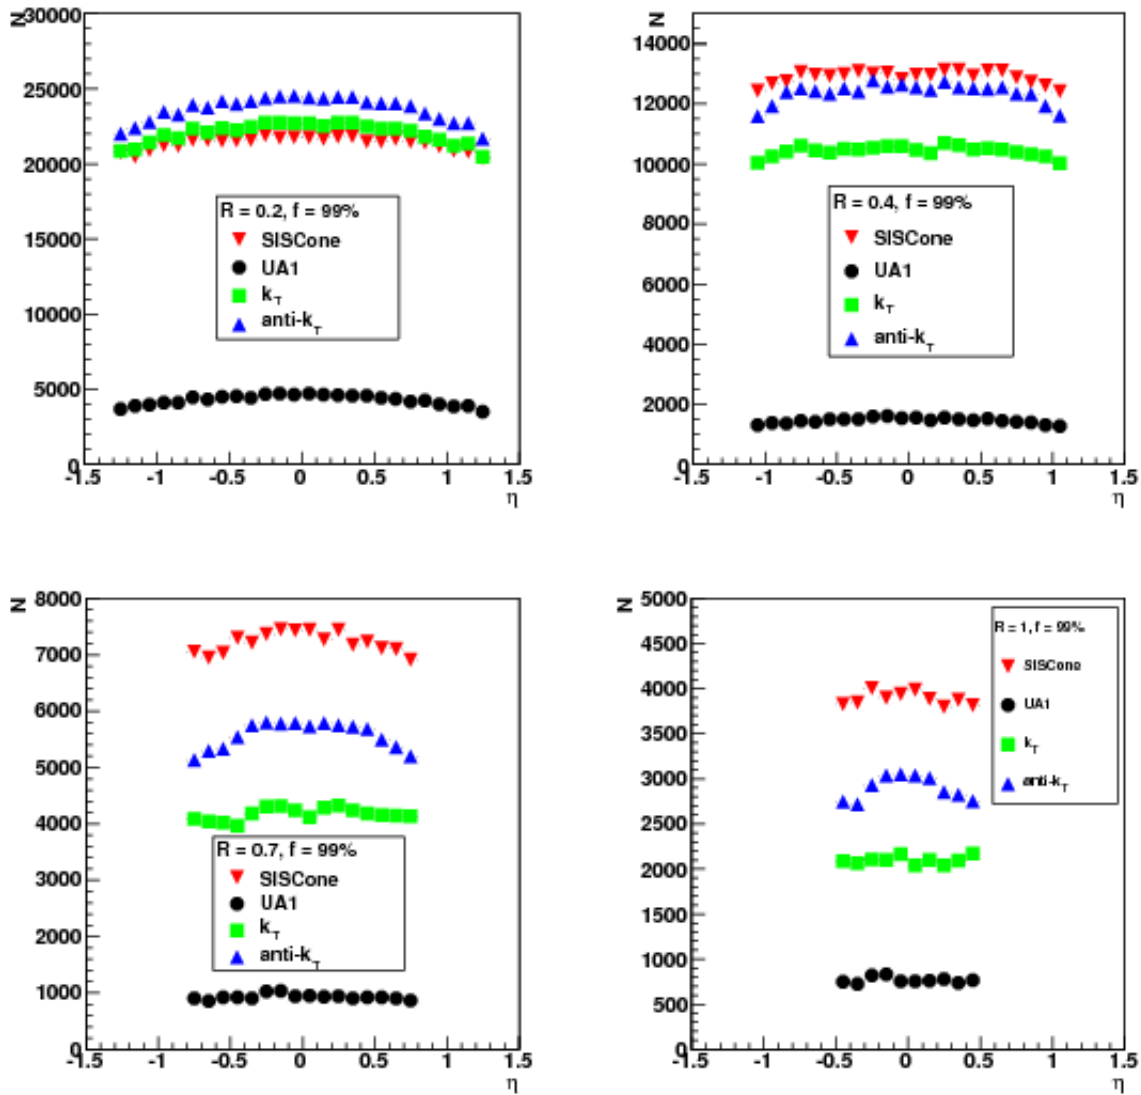 N
30000
25000
20000
15000
10000
5000
0
-1.5 -1 -0.5 0 0.5 1 1.5
η
R = 0.2, f = 99%
SISCone
UA1
k_T
anti-k_T
N
14000
12000
10000
8000
6000
4000
2000
0
-1.5 -1 -0.5 0 0.5 1 1.5
η
R = 0.4, f = 99%
SISCone
UA1
k_T
anti-k_T
N
8000
7000
6000
5000
4000
3000
2000
1000
0
-1.5 -1 -0.5 0 0.5 1 1.5
η
R = 0.7, f = 99%
SISCone
UA1
k_T
anti-k_T
N
5000
4500
4000
3500
3000
2500
2000
1500
1000
500
0
-1.5 -1 -0.5 0 0.5 1 1.5
η
R = 1, f = 99%
SISCone
UA1
k_T
anti-k_T